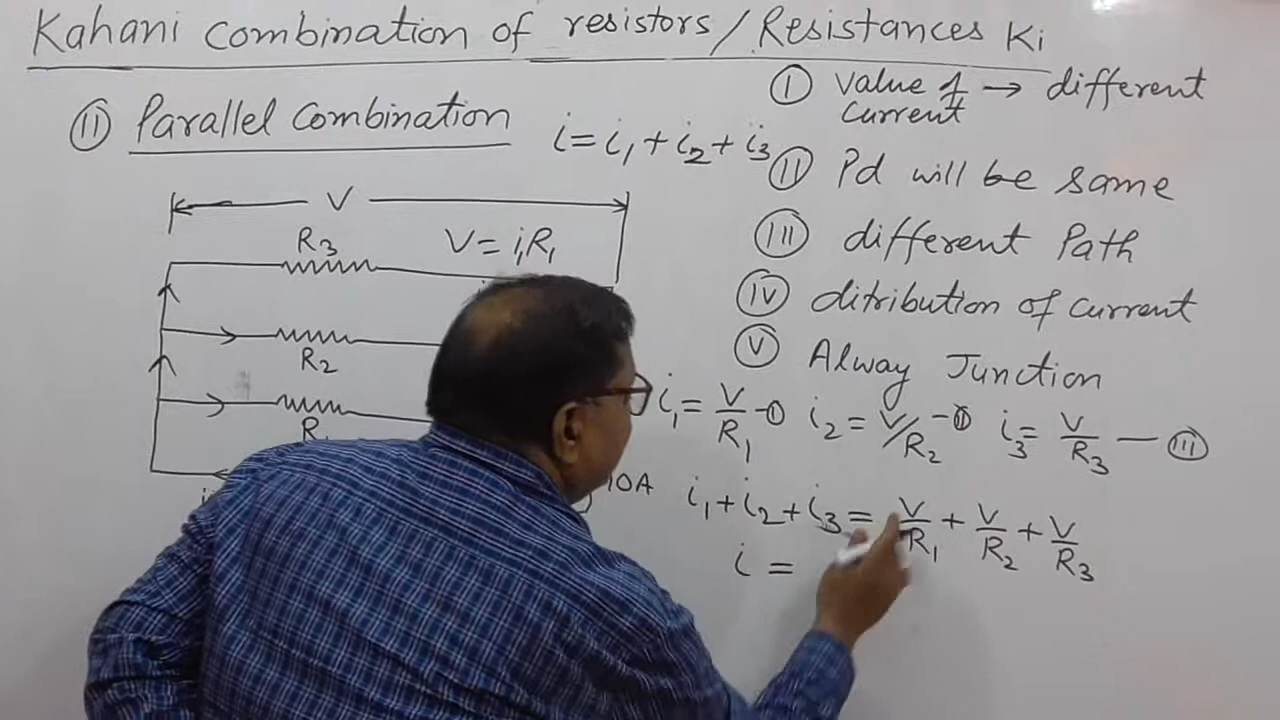 Kahani Combination of resistors / Resistances Ki
(II) Parallel Combination
i = i₁ + i₂ + i₃
V
R₃
V = i₁R₁
R₂
R₁
10A
(I) Value of → different
current
(II) Pd will be same
(III) different Path
(IV) ditribution of current
(V) Alway Junction
i₁ = V/R₁ –(I) i₂ = V/R₂ –(II) i₃ = V/R₃ — (III)
i₁ + i₂ + i₃ = V/R₁ + V/R₂ + V/R₃
i =